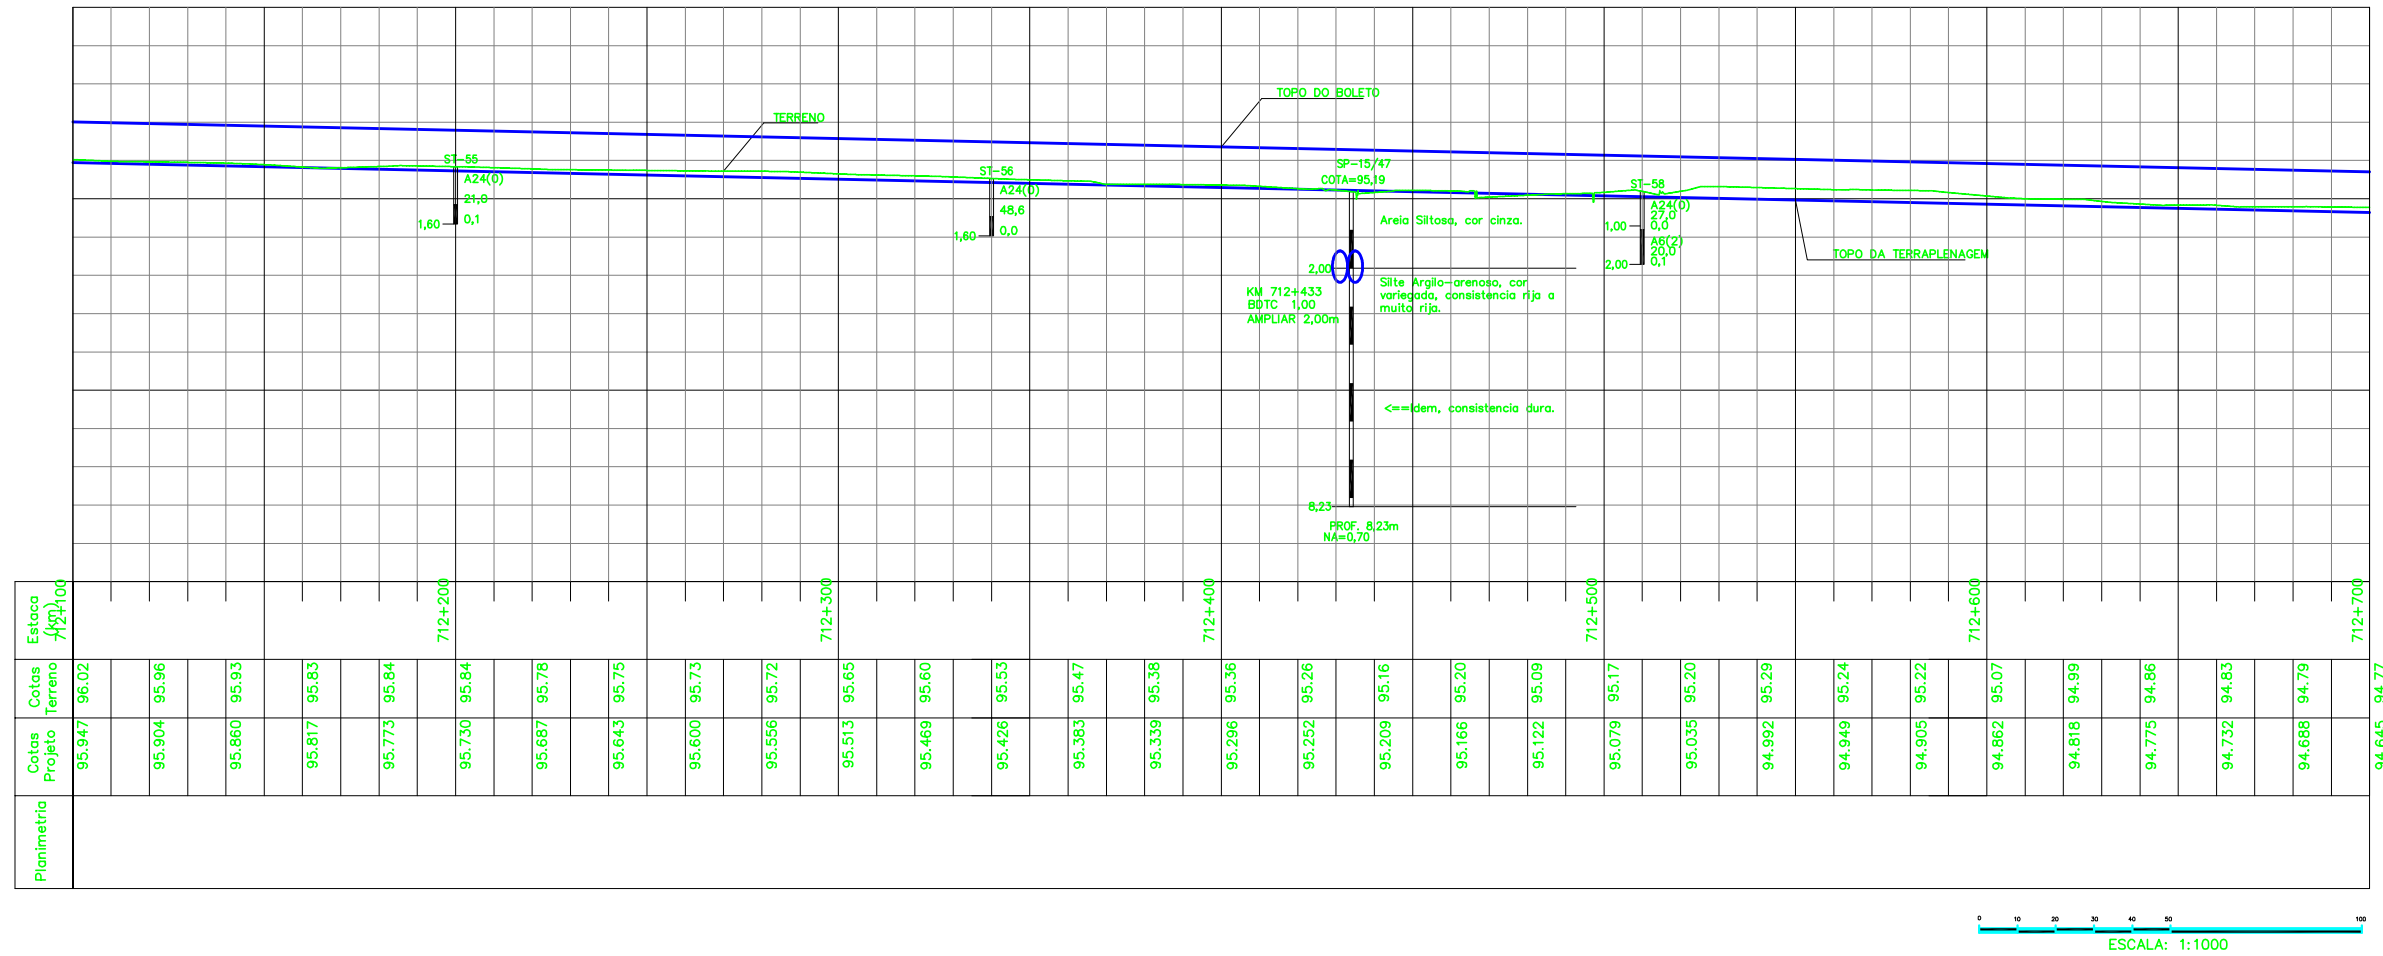 TOPO DO BOLETO
TERRENO
ST-55
A24(0)
21,0
0,1
1,60
ST-56
A24(0)
48,6
0,0
1,60
SP-15/47
COTA=95,19
Areia Siltosa, cor cinza.
2,00
Silte Argilo-arenoso, cor
variegada, consistencia rija a
muito rija.
KM 712+433
BDTC 1,00
AMPLIAR 2,00m
<==Idem, consistencia dura.
8,23
PROF. 8,23m
NA=0,70
ST-58
A24(0)
27,0
0,0
1,00
A6(2)
20,0
0,1
2,00
TOPO DA TERRAPLENAGEM
Estaca
(km)
712+100
712+200
712+300
712+400
712+500
712+600
712+700
Cotas
Terreno
96.02
95.96
95.93
95.83
95.84
95.84
95.78
95.75
95.73
95.72
95.65
95.60
95.53
95.47
95.38
95.36
95.26
95.16
95.20
95.09
95.17
95.20
95.29
95.24
95.22
95.07
94.99
94.86
94.83
94.79
94.77
Cotas
Projeto
95.947
95.904
95.860
95.817
95.773
95.730
95.687
95.643
95.600
95.556
95.513
95.469
95.426
95.383
95.339
95.296
95.252
95.209
95.166
95.122
95.079
95.035
94.992
94.949
94.905
94.862
94.818
94.775
94.732
94.688
94.645
Planimetria
0 10 20 30 40 50 100
ESCALA: 1:1000